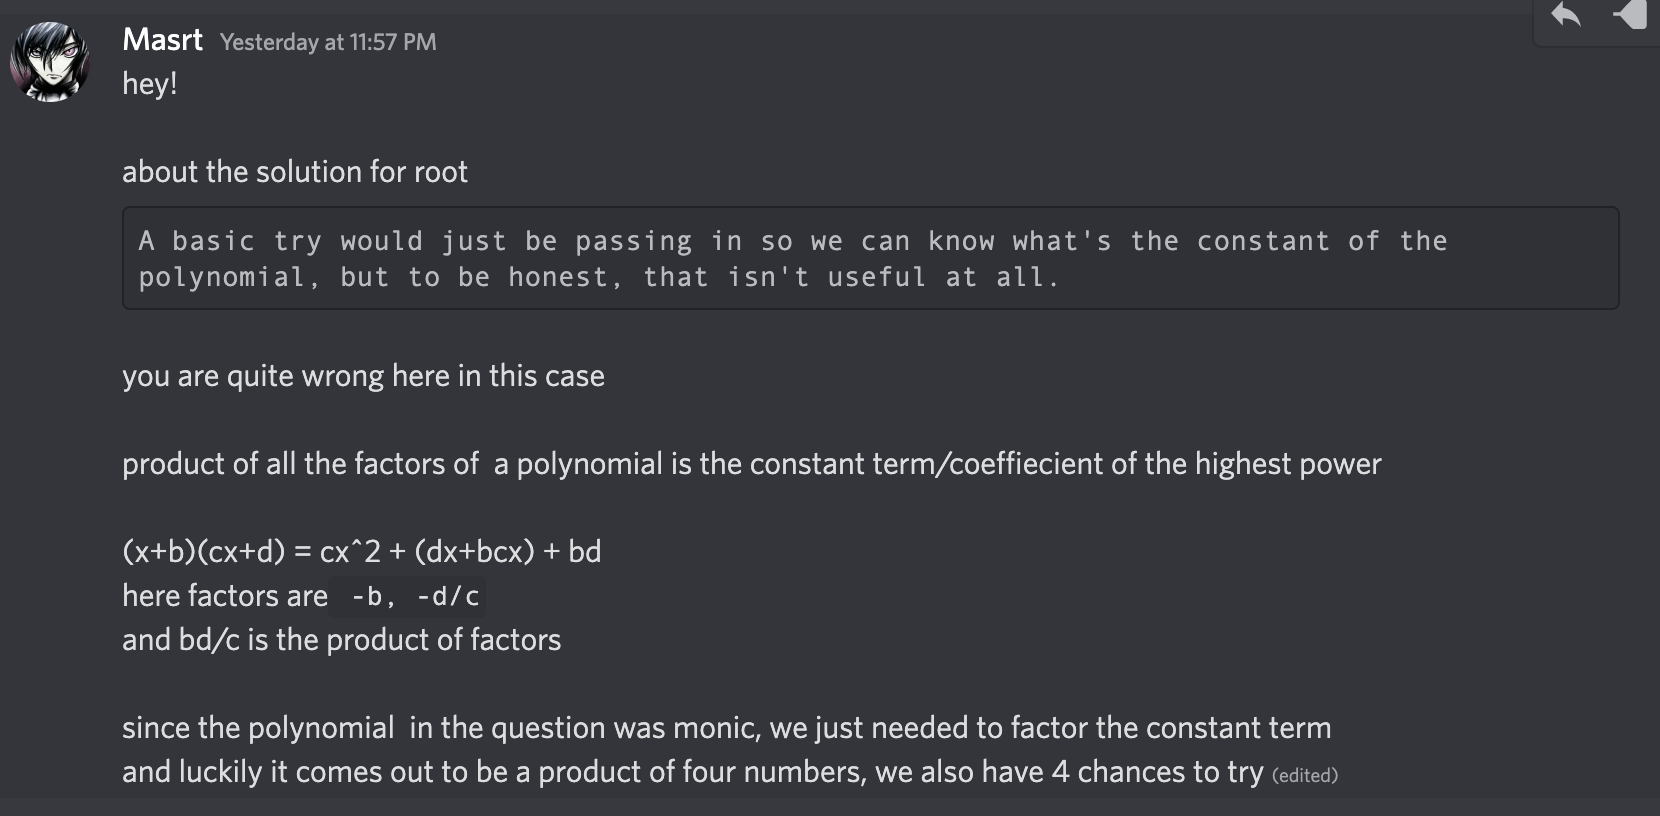 Masrt Yesterday at 11:57 PM
hey!
about the solution for root
A basic try would just be passing in so we can know what's the constant of the
polynomial, but to be honest, that isn't useful at all.
you are quite wrong here in this case
product of all the factors of  a polynomial is the constant term/coeffiecient of the highest power
(x+b)(cx+d) = cx^2 + (dx+bcx) + bd
here factors are  -b, -d/c
and bd/c is the product of factors
since the polynomial  in the question was monic, we just needed to factor the constant term
and luckily it comes out to be a product of four numbers, we also have 4 chances to try (edited)